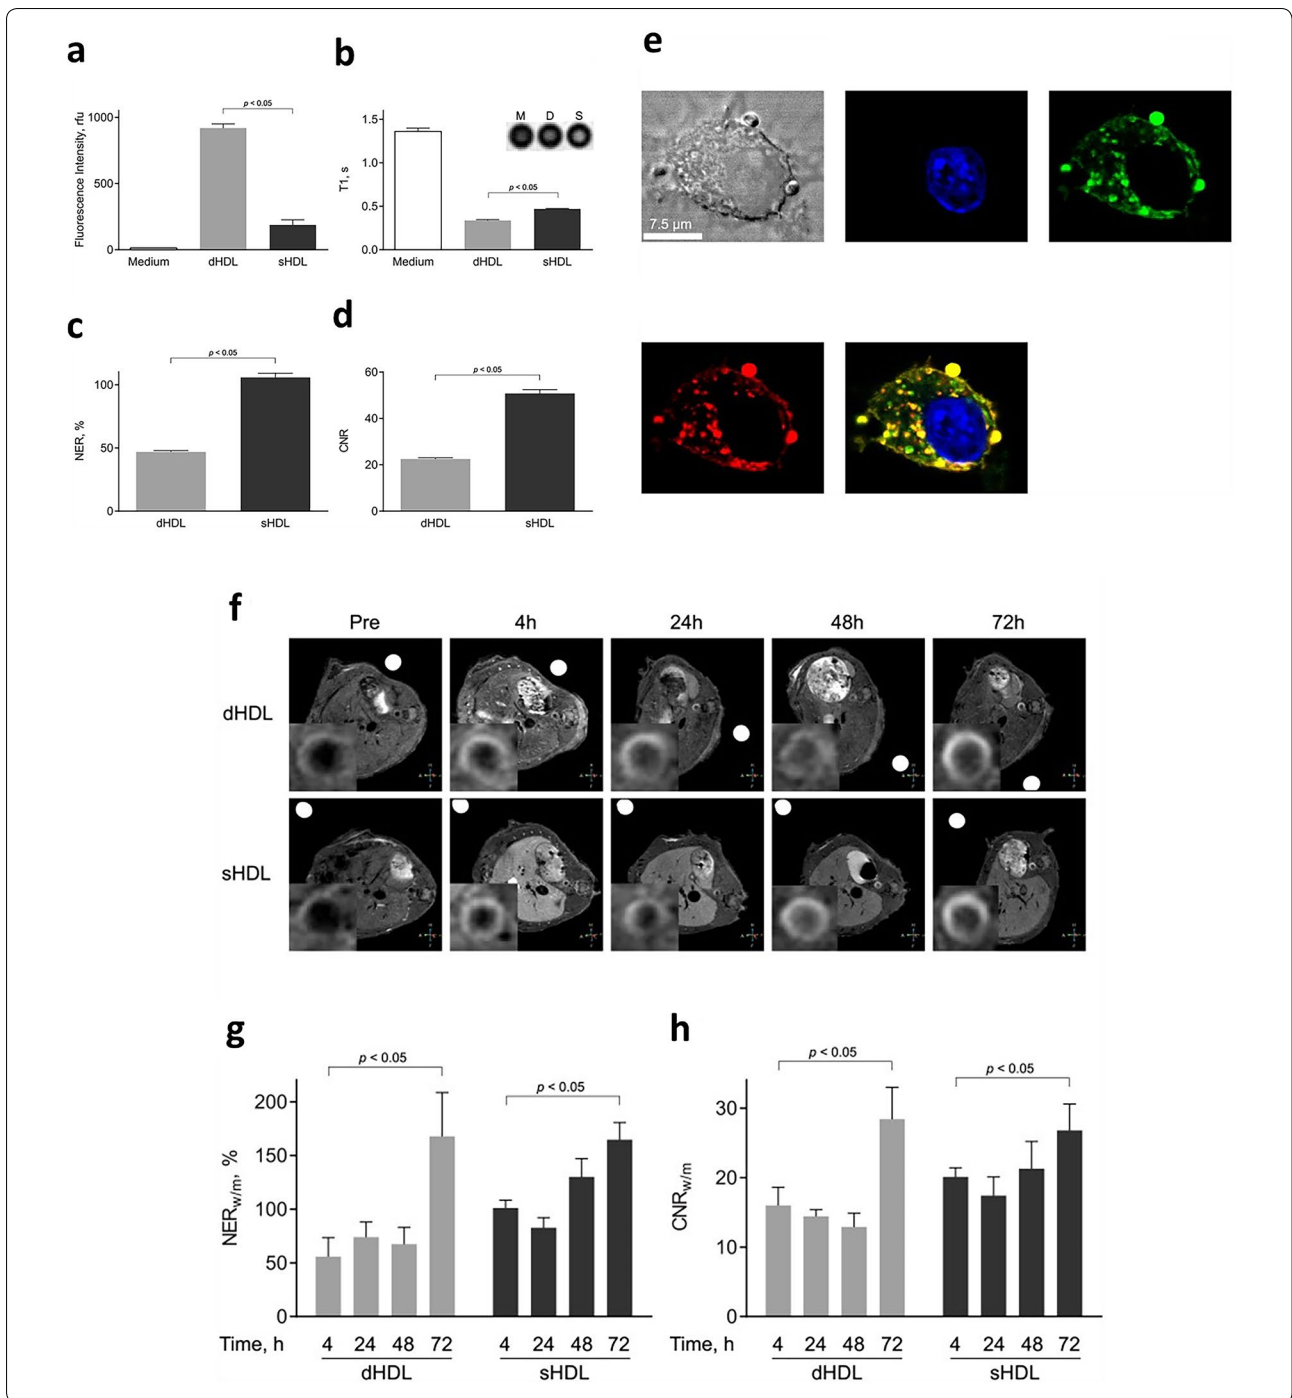 a
Fluorescence Intensity, rfu
1000
500
0
p < 0.05
Medium dHDL sHDL
b
T1, s
1.5
1.0
0.5
0.0
M D S
p < 0.05
Medium dHDL sHDL
c
NER, %
100
50
0
p < 0.05
dHDL sHDL
d
CNR
60
40
20
0
p < 0.05
dHDL sHDL
e
7.5 µm
f
Pre 4h 24h 48h 72h
dHDL
sHDL
g
NERw/m, %
200
150
100
50
0
p < 0.05
p < 0.05
Time, h 4 24 48 72 4 24 48 72
dHDL sHDL
h
CNRw/m
30
20
10
0
p < 0.05
p < 0.05
Time, h 4 24 48 72 4 24 48 72
dHDL sHDL